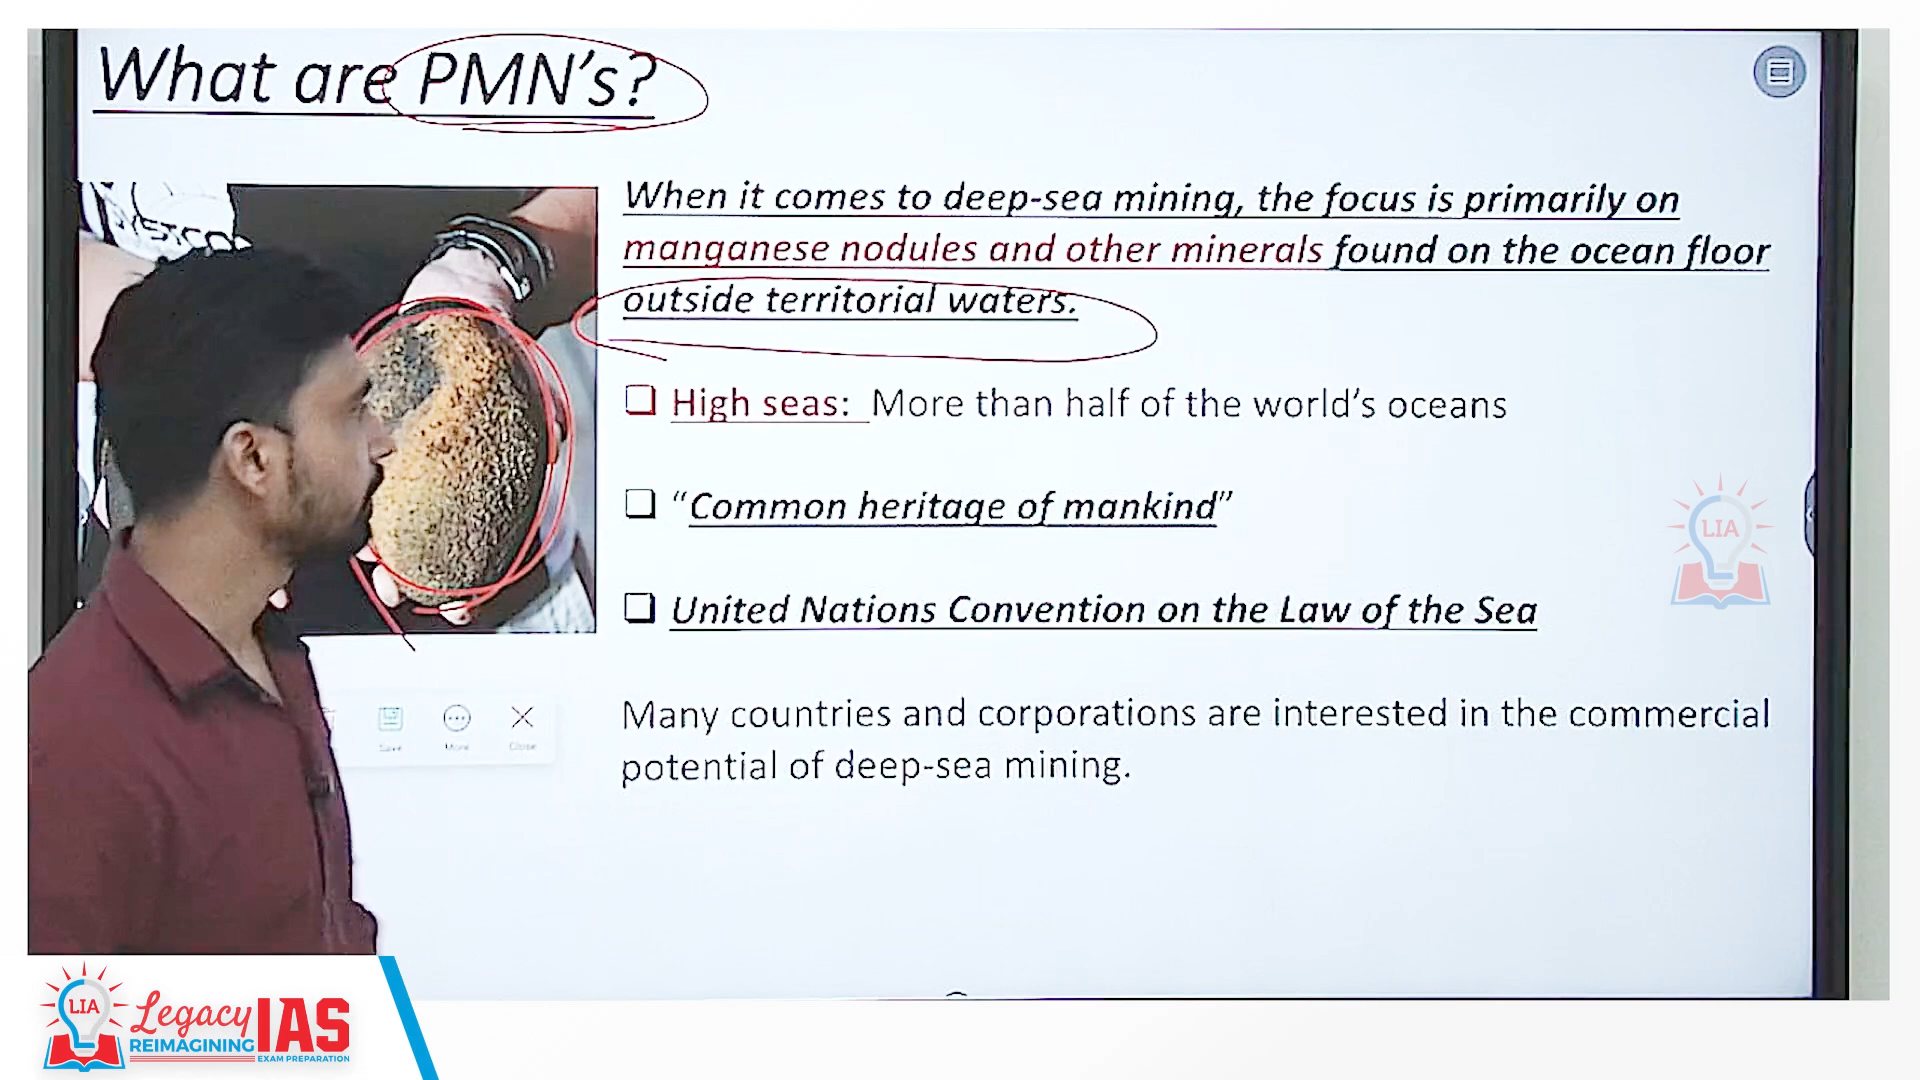 What are PMN's?
When it comes to deep-sea mining, the focus is primarily on
manganese nodules and other minerals found on the ocean floor
outside territorial waters.
High seas: More than half of the world's oceans
"Common heritage of mankind"
United Nations Convention on the Law of the Sea
Many countries and corporations are interested in the commercial
potential of deep-sea mining.
Save More Close
LIA
LIA
Legacy IAS
REIMAGINING
EXAM PREPARATION